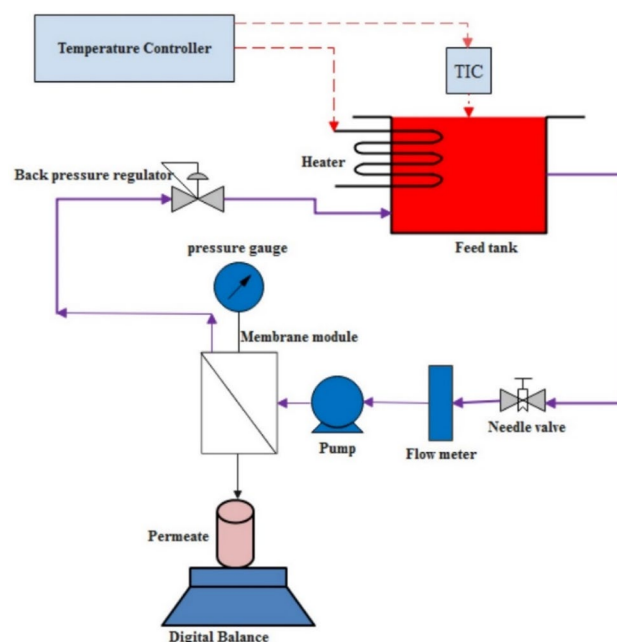 Temperature Controller
TIC
Heater
Back pressure regulator
Feed tank
pressure gauge
Membrane module
Needle valve
Pump
Flow meter
Permeate
Digital Balance